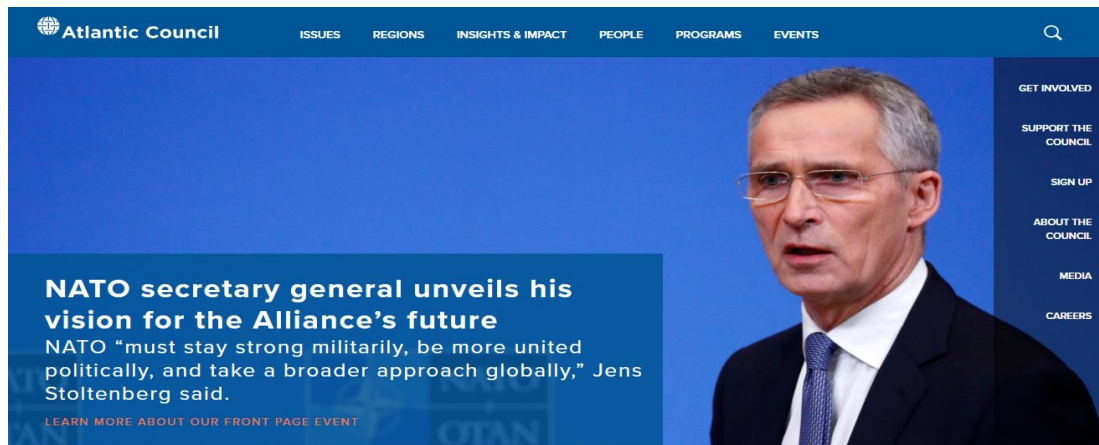 Atlantic Council
ISSUES REGIONS INSIGHTS & IMPACT PEOPLE PROGRAMS EVENTS
GET INVOLVED
SUPPORT THE
COUNCIL
SIGN UP
ABOUT THE
COUNCIL
MEDIA
CAREERS
NATO secretary general unveils his
vision for the Alliance’s future
NATO “must stay strong militarily, be more united
politically, and take a broader approach globally,” Jens
Stoltenberg said.
LEARN MORE ABOUT OUR FRONT PAGE EVENT
NATO
OTAN